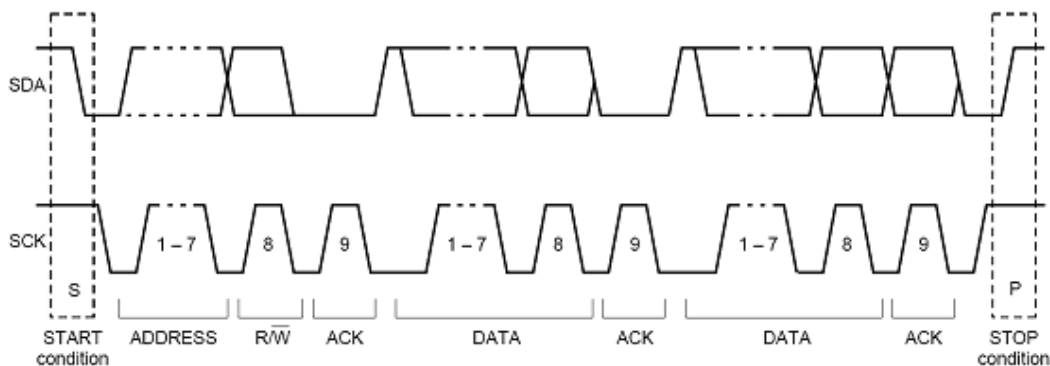 SDA
SCK
1 – 7 8 9 1 – 7 8 9 1 – 7 8 9
S P
START condition ADDRESS R/W̅ ACK DATA ACK DATA ACK STOP condition